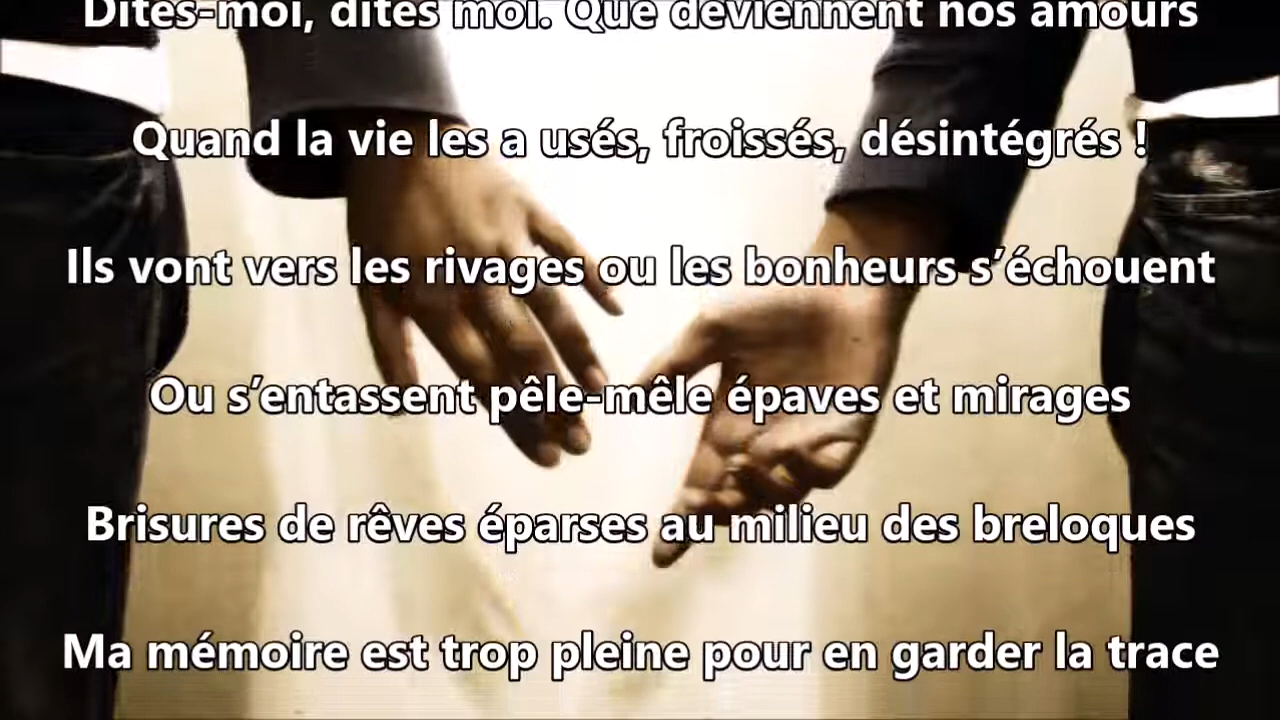 Dites-moi, dites moi. Que deviennent nos amours
Quand la vie les a usés, froissés, désintégrés !
Ils vont vers les rivages ou les bonheurs s’échouent
Ou s’entassent pêle-mêle épaves et mirages
Brisures de rêves éparses au milieu des breloques
Ma mémoire est trop pleine pour en garder la trace